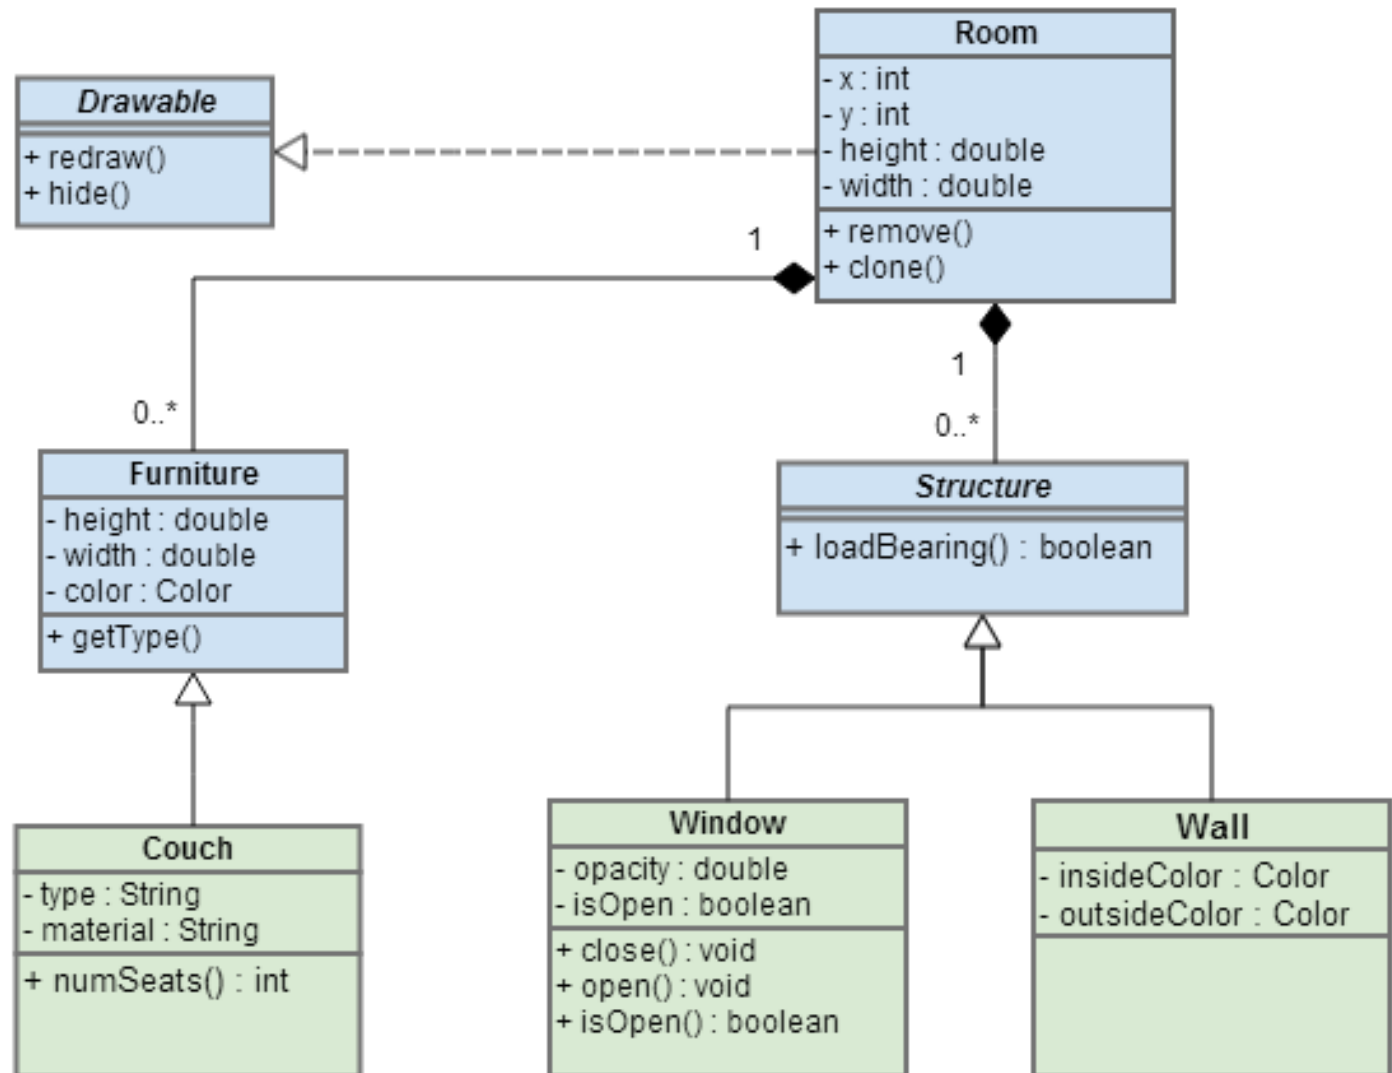 Room
- x : int
- y : int
- height : double
- width : double
+ remove()
+ clone()
Drawable
+ redraw()
+ hide()
1
0..*
1
0..*
Furniture
- height : double
- width : double
- color : Color
+ getType()
Structure
+ loadBearing() : boolean
Couch
- type : String
- material : String
+ numSeats() : int
Window
- opacity : double
- isOpen : boolean
+ close() : void
+ open() : void
+ isOpen() : boolean
Wall
- insideColor : Color
- outsideColor : Color